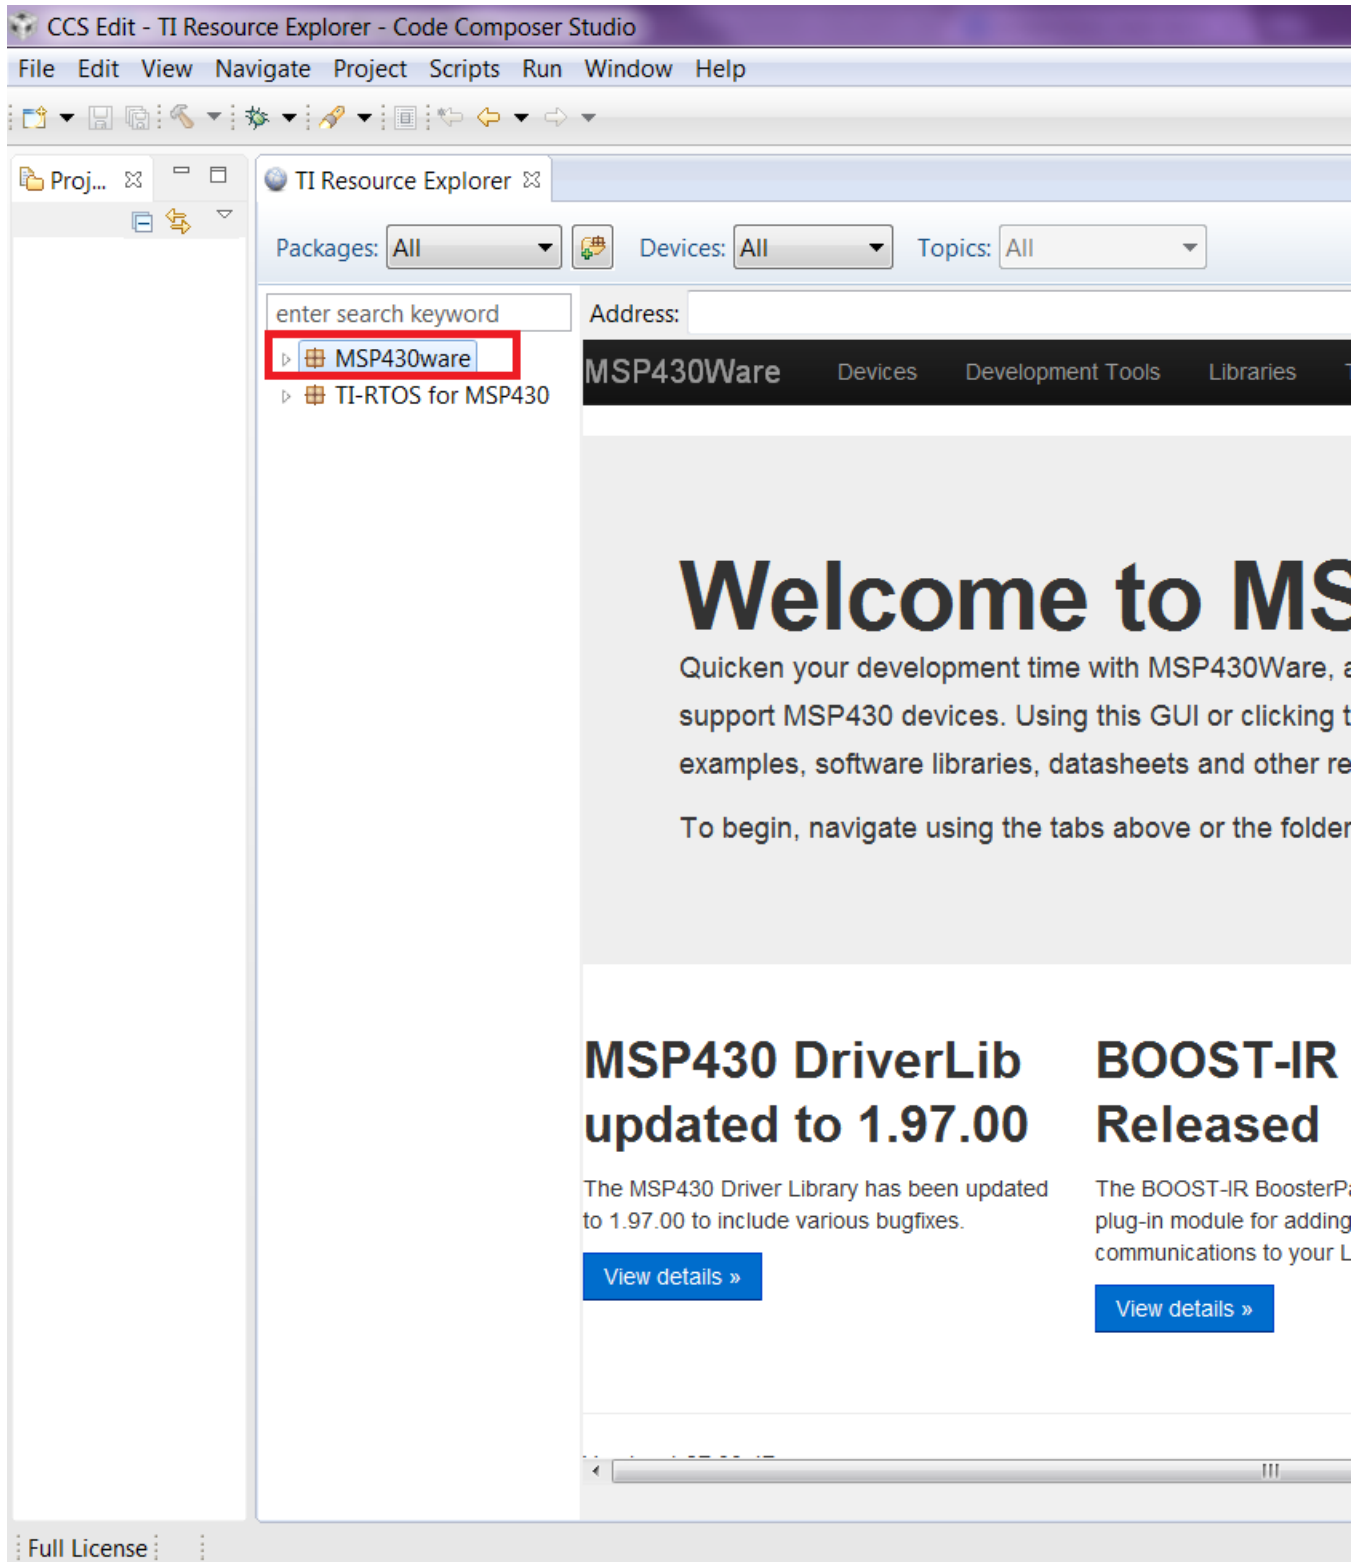 CCS Edit - TI Resource Explorer - Code Composer Studio
File Edit View Navigate Project Scripts Run Window Help
Proj...
TI Resource Explorer
Packages: All Devices: All Topics: All
enter search keyword
Address:
MSP430ware
TI-RTOS for MSP430
MSP430Ware Devices Development Tools Libraries
Welcome to MS
Quicken your development time with MSP430Ware, a
support MSP430 devices. Using this GUI or clicking t
examples, software libraries, datasheets and other re
To begin, navigate using the tabs above or the folder
MSP430 DriverLib
updated to 1.97.00
The MSP430 Driver Library has been updated
to 1.97.00 to include various bugfixes.
View details »
BOOST-IR
Released
The BOOST-IR BoosterPa
plug-in module for adding
communications to your L
View details »
Full License